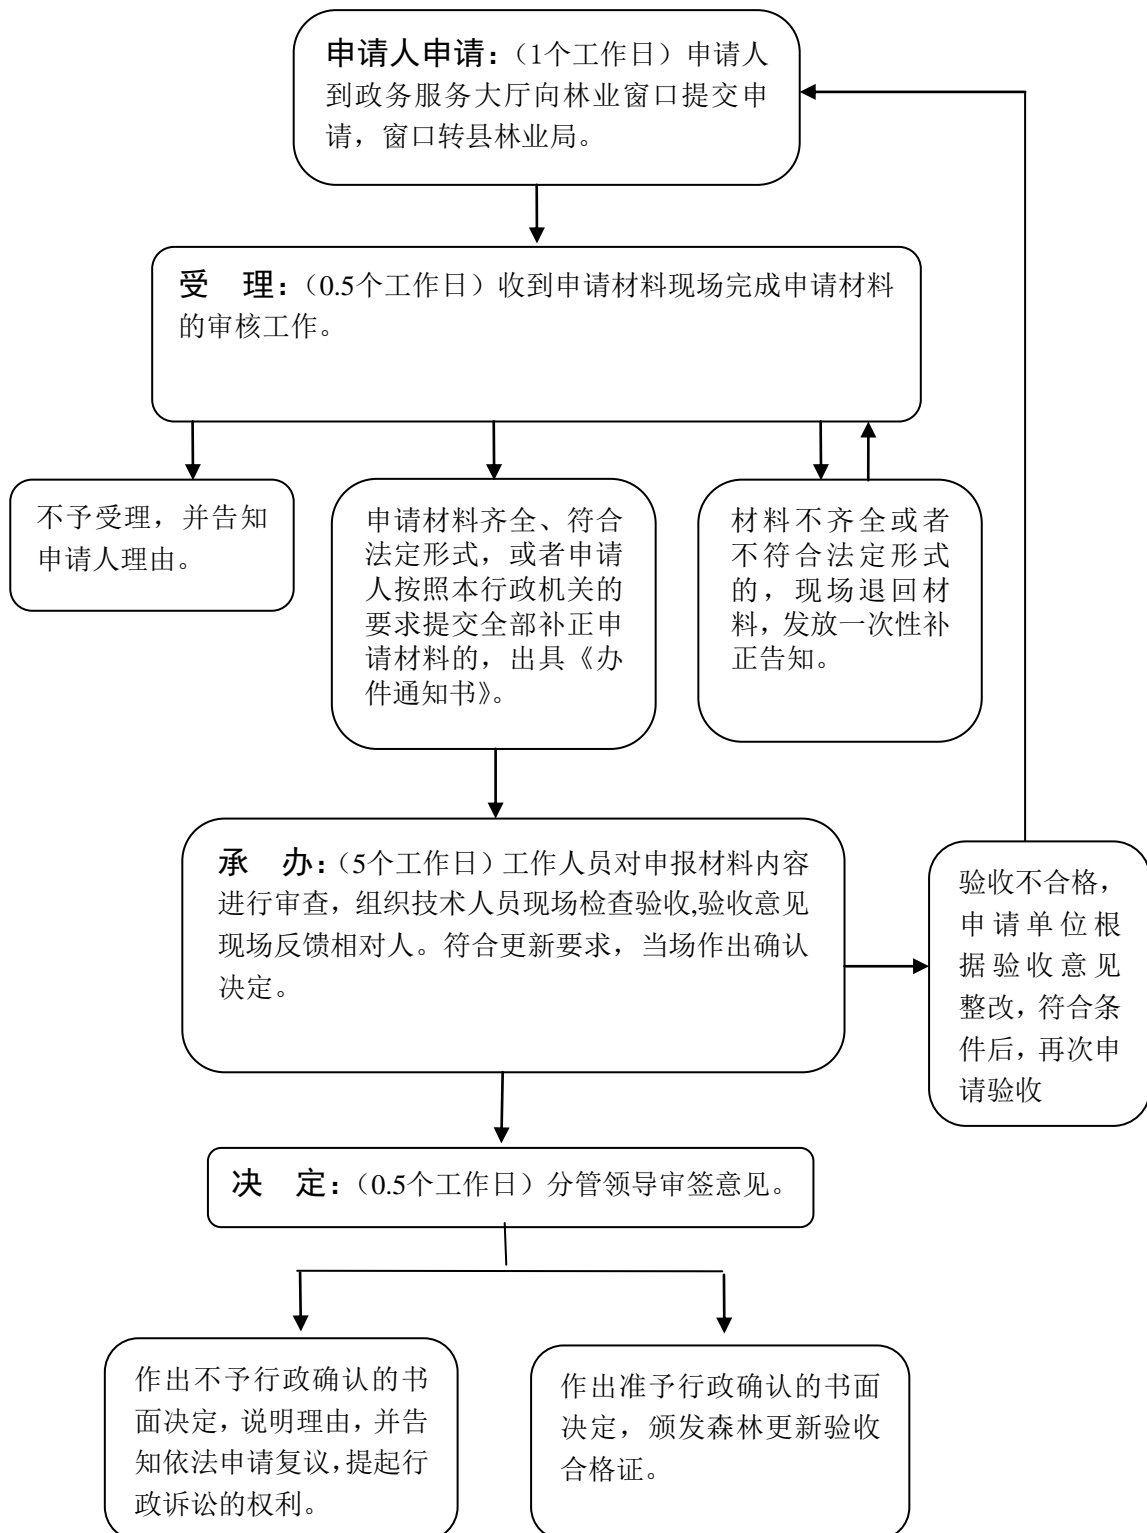 申请人申请：（1个工作日）申请人
到政务服务大厅向林业窗口提交申
请，窗口转县林业局。
受　理：（0.5个工作日）收到申请材料现场完成申请材料
的审核工作。
不予受理，并告知
申请人理由。
申请材料齐全、符合
法定形式，或者申请
人按照本行政机关的
要求提交全部补正申
请材料的，出具《办
件通知书》。
材料不齐全或者
不符合法定形式
的，现场退回材
料，发放一次性补
正告知。
承　办：（5个工作日）工作人员对申报材料内容
进行审查，组织技术人员现场检查验收,验收意见
现场反馈相对人。符合更新要求，当场作出确认
决定。
验收不合格，
申请单位根
据验收意见
整改，符合条
件后，再次申
请验收
决　定：（0.5个工作日）分管领导审签意见。
作出不予行政确认的书
面决定，说明理由，并告
知依法申请复议，提起行
政诉讼的权利。
作出准予行政确认的书面
决定，颁发森林更新验收
合格证。